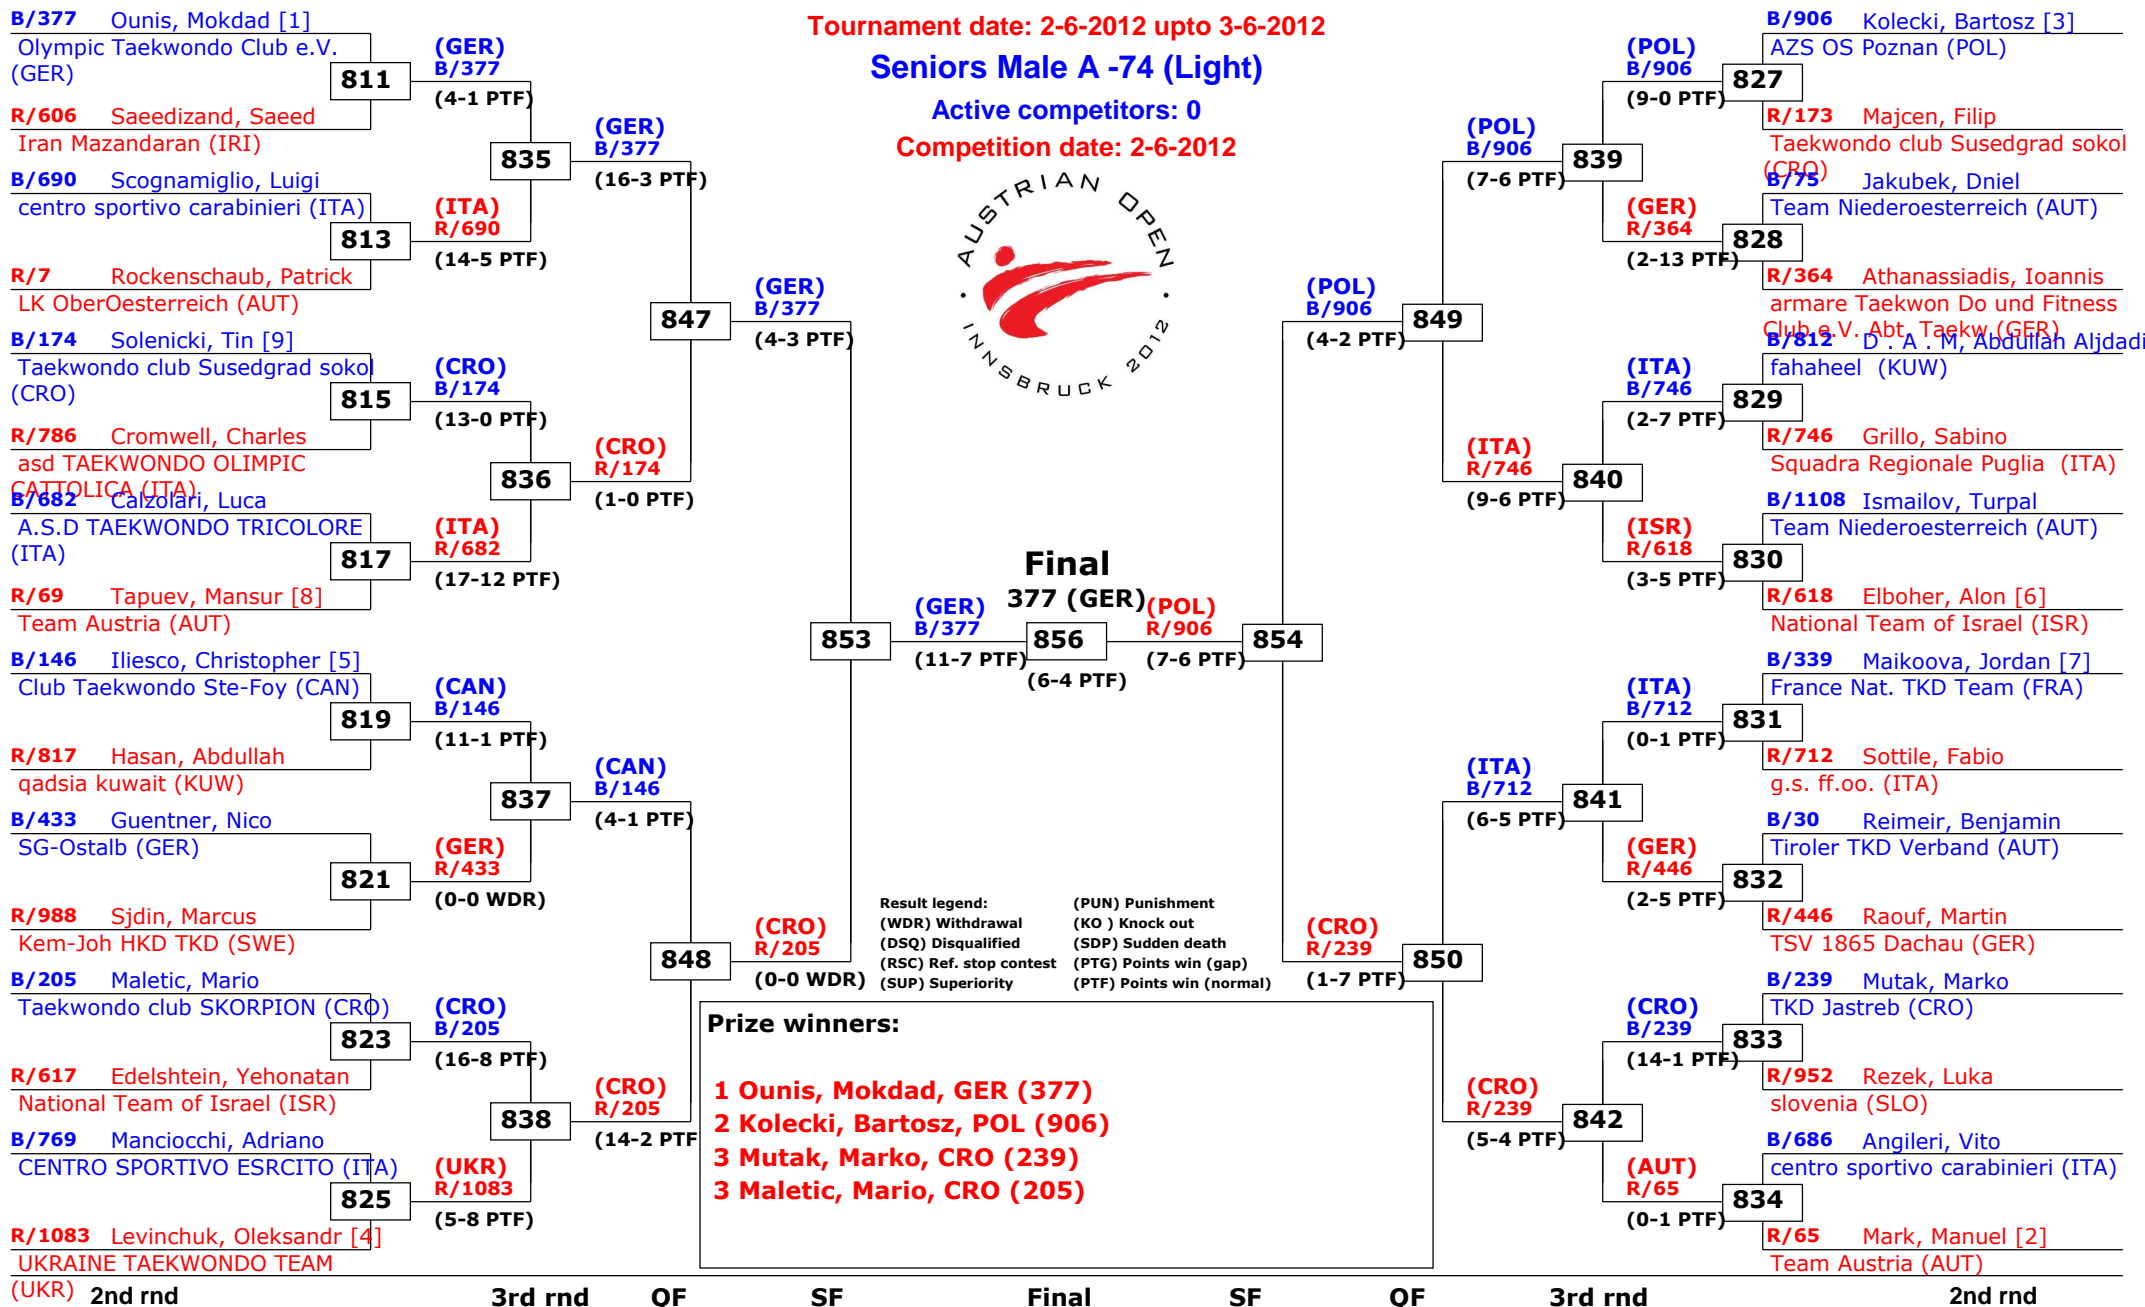 Tournament date: 2-6-2012 upto 3-6-2012
Seniors Male A -74 (Light)
Active competitors: 0
Competition date: 2-6-2012
AUSTRIAN OPEN
INNSBRUCK 2012
B/377 Ounis, Mokdad [1]
Olympic Taekwondo Club e.V.
(GER)
811
R/606 Saeedizand, Saeed
Iran Mazandaran (IRI)
B/690 Scognamiglio, Luigi
centro sportivo carabinieri (ITA)
813
R/7 Rockenschaub, Patrick
LK OberOesterreich (AUT)
B/174 Solenicki, Tin [9]
Taekwondo club Susedgrad sokol
(CRO)
815
R/786 Cromwell, Charles
asd TAEKWONDO OLIMPIC
CATTOLICA (ITA)
B/682 Calzolari, Luca
A.S.D TAEKWONDO TRICOLORE
(ITA)
817
R/69 Tapuev, Mansur [8]
Team Austria (AUT)
B/146 Iliesco, Christopher [5]
Club Taekwondo Ste-Foy (CAN)
819
R/817 Hasan, Abdullah
qadsia kuwait (KUW)
B/433 Guentner, Nico
SG-Ostalb (GER)
821
R/988 Sjdin, Marcus
Kem-Joh HKD TKD (SWE)
B/205 Maletic, Mario
Taekwondo club SKORPION (CRO)
823
R/617 Edelshtein, Yehonatan
National Team of Israel (ISR)
B/769 Manciocchi, Adriano
CENTRO SPORTIVO ESRCITO (ITA)
825
R/1083 Levinchuk, Oleksandr [4]
UKRAINE TAEKWONDO TEAM
(UKR)
(GER)
B/377
(4-1 PTF)
835
(ITA)
R/690
(14-5 PTF)
(CRO)
B/174
(13-0 PTF)
836
(ITA)
R/682
(17-12 PTF)
(CAN)
B/146
(11-1 PTF)
837
(GER)
R/433
(0-0 WDR)
(CRO)
B/205
(16-8 PTF)
838
(UKR)
R/1083
(5-8 PTF)
(GER)
B/377
(16-3 PTF)
847
(CRO)
R/174
(1-0 PTF)
(CAN)
B/146
(4-1 PTF)
848
(CRO)
R/205
(14-2 PTF
(GER)
B/377
(4-3 PTF)
853
(CRO)
R/205
(0-0 WDR)
(GER)
B/377
(11-7 PTF)
Final
377 (GER)
856
(6-4 PTF)
(POL)
R/906
(7-6 PTF)
854
(POL)
B/906
(4-2 PTF)
(CRO)
R/239
(1-7 PTF)
(POL)
B/906
(7-6 PTF)
849
(ITA)
R/746
(9-6 PTF)
(ITA)
B/712
(6-5 PTF)
850
(CRO)
R/239
(5-4 PTF)
(POL)
B/906
(9-0 PTF)
839
(GER)
R/364
(2-13 PTF)
(ITA)
B/746
(2-7 PTF)
840
(ISR)
R/618
(3-5 PTF)
(ITA)
B/712
(0-1 PTF)
841
(GER)
R/446
(2-5 PTF)
(CRO)
B/239
(14-1 PTF)
842
(AUT)
R/65
(0-1 PTF)
B/906 Kolecki, Bartosz [3]
AZS OS Poznan (POL)
827
R/173 Majcen, Filip
Taekwondo club Susedgrad sokol
(CRO)
B/75 Jakubek, Dniel
Team Niederoesterreich (AUT)
828
R/364 Athanassiadis, Ioannis
armare Taekwon Do und Fitness
Club e.V. Abt. Taekw (GER)
B/812 D . A . M, Abdullah Aljdadi
fahaheel (KUW)
829
R/746 Grillo, Sabino
Squadra Regionale Puglia (ITA)
B/1108 Ismailov, Turpal
Team Niederoesterreich (AUT)
830
R/618 Elboher, Alon [6]
National Team of Israel (ISR)
B/339 Maikoova, Jordan [7]
France Nat. TKD Team (FRA)
831
R/712 Sottile, Fabio
g.s. ff.oo. (ITA)
B/30 Reimeir, Benjamin
Tiroler TKD Verband (AUT)
832
R/446 Raouf, Martin
TSV 1865 Dachau (GER)
B/239 Mutak, Marko
TKD Jastreb (CRO)
833
R/952 Rezek, Luka
slovenia (SLO)
B/686 Angileri, Vito
centro sportivo carabinieri (ITA)
834
R/65 Mark, Manuel [2]
Team Austria (AUT)
Result legend: (PUN) Punishment
(WDR) Withdrawal (KO ) Knock out
(DSQ) Disqualified (SDP) Sudden death
(RSC) Ref. stop contest (PTG) Points win (gap)
(SUP) Superiority (PTF) Points win (normal)
Prize winners:
1 Ounis, Mokdad, GER (377)
2 Kolecki, Bartosz, POL (906)
3 Mutak, Marko, CRO (239)
3 Maletic, Mario, CRO (205)
2nd rnd 3rd rnd QF SF Final SF QF 3rd rnd 2nd rnd